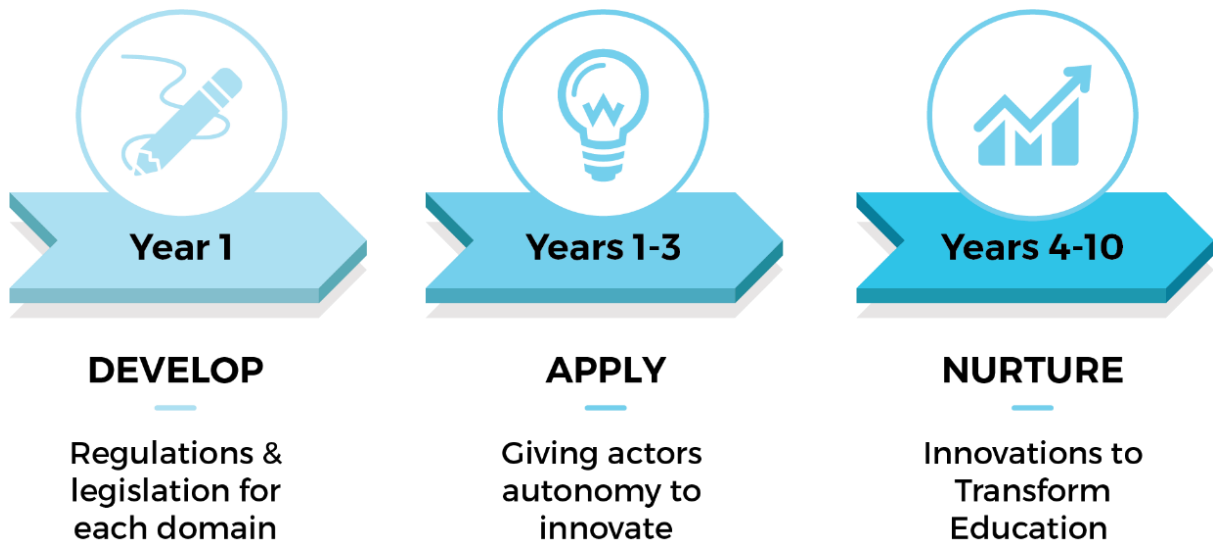 Year 1
DEVELOP
Regulations &
legislation for
each domain
Years 1-3
APPLY
Giving actors
autonomy to
innovate
Years 4-10
NURTURE
Innovations to
Transform
Education